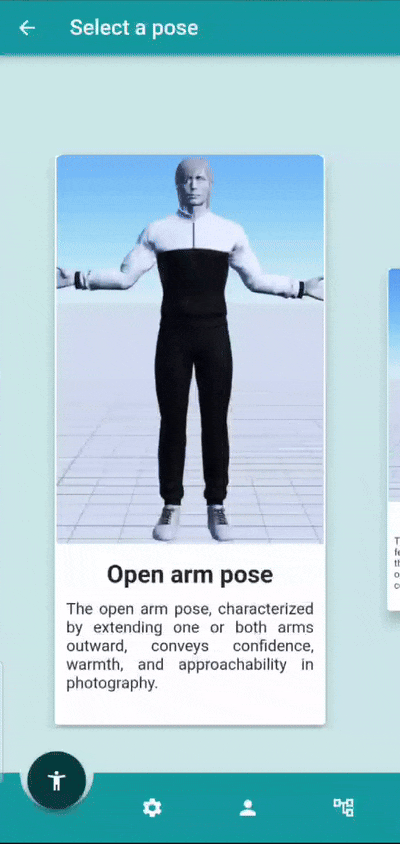 Select a pose
Open arm pose
The open arm pose, characterized
by extending one or both arms
outward, conveys confidence,
warmth, and approachability in
photography.